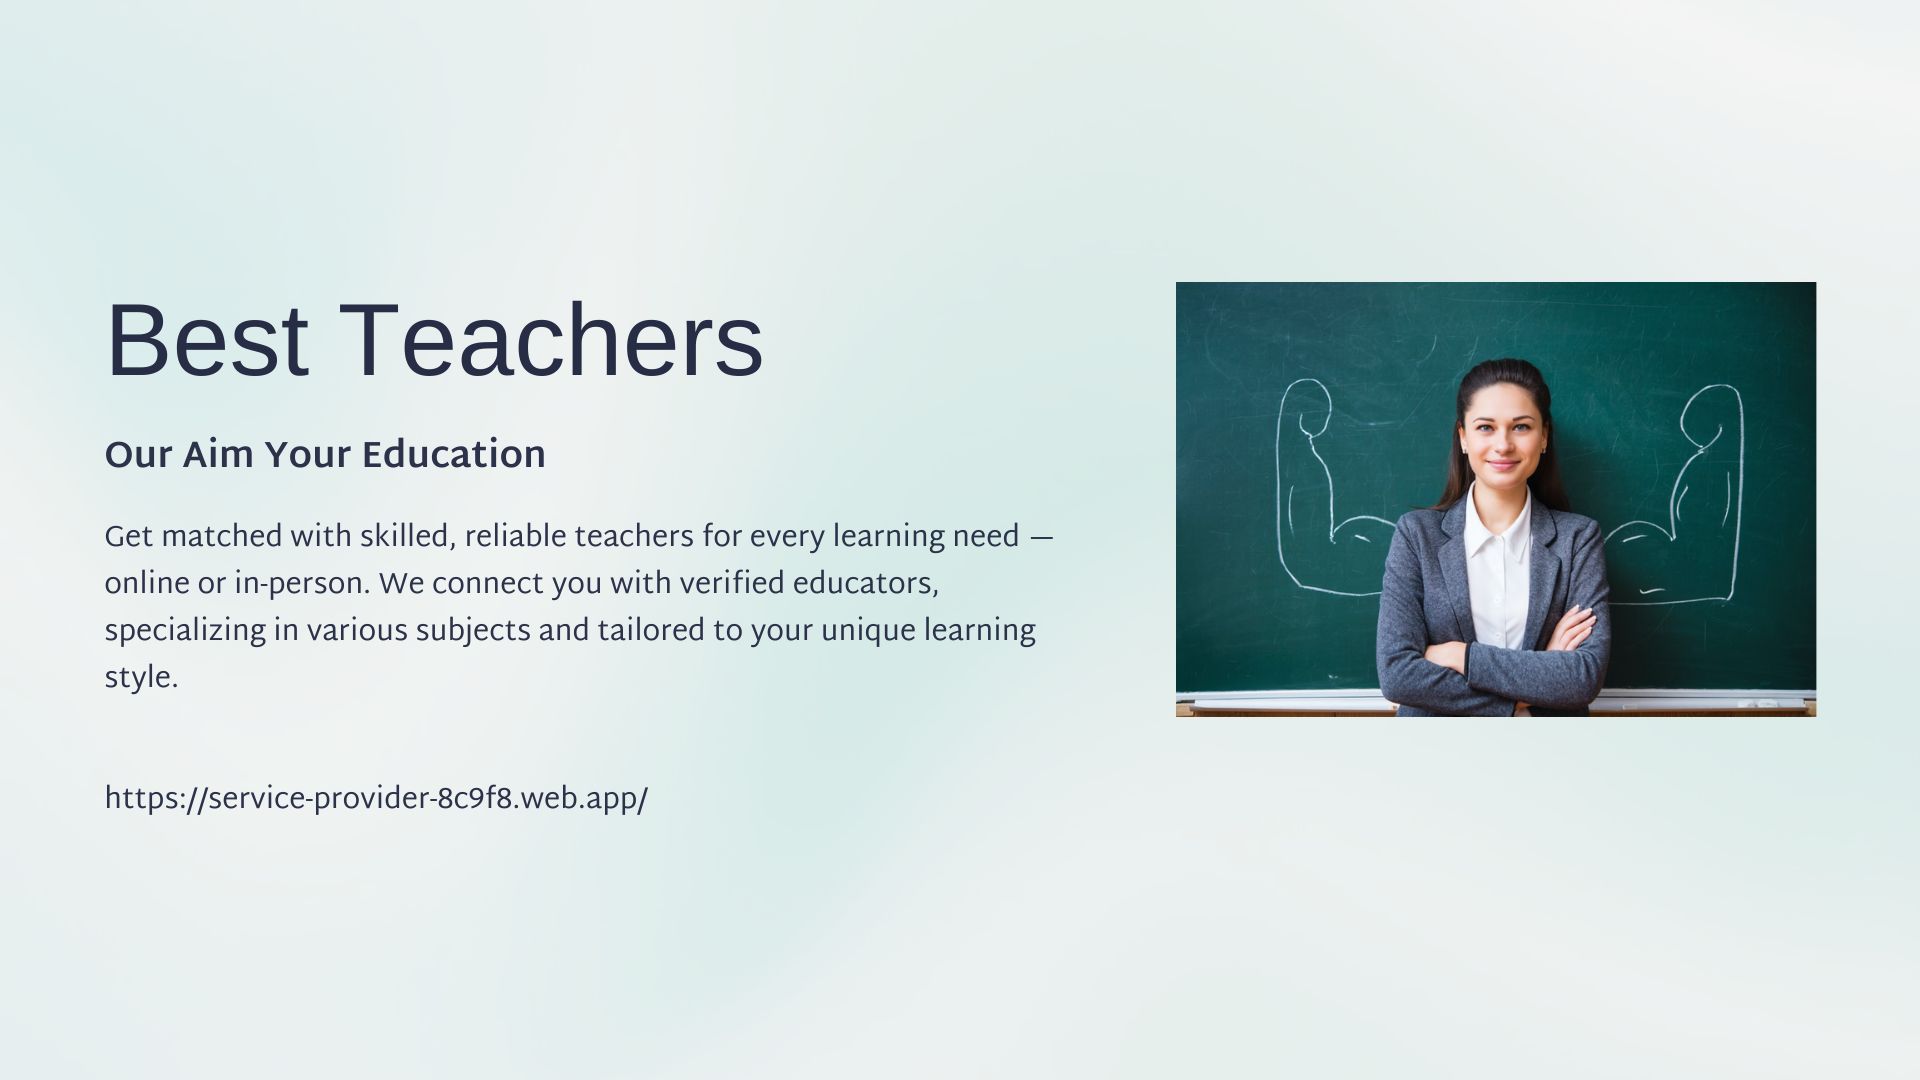 Best Teachers
Our Aim Your Education
Get matched with skilled, reliable teachers for every learning need —
online or in-person. We connect you with verified educators,
specializing in various subjects and tailored to your unique learning
style.
https://service-provider-8c9f8.web.app/